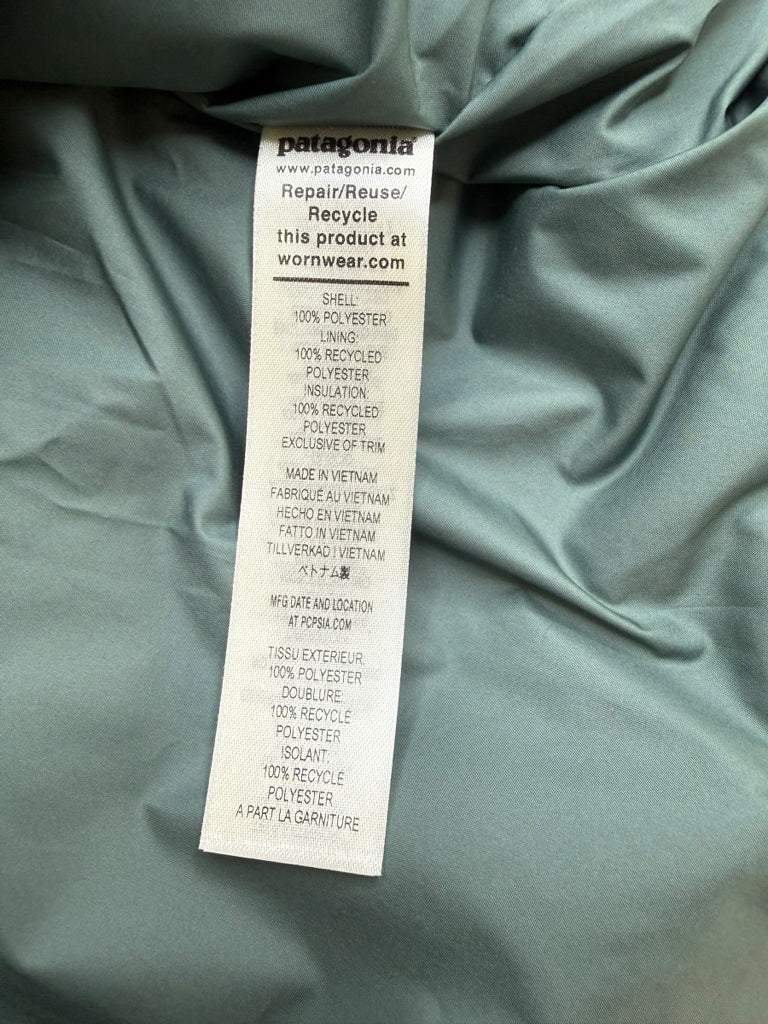 patagonia®
www.patagonia.com
Repair/Reuse/
Recycle
this product at
wornwear.com
SHELL:
100% POLYESTER
LINING:
100% RECYCLED
POLYESTER
INSULATION:
100% RECYCLED
POLYESTER
EXCLUSIVE OF TRIM
MADE IN VIETNAM
FABRIQUÉ AU VIETNAM
HECHO EN VIETNAM
FATTO IN VIETNAM
TILLVERKAD I VIETNAM
ベトナム製
MFG DATE AND LOCATION
AT PCPSIA.COM
TISSU EXTERIEUR:
100% POLYESTER
DOUBLURE:
100% RECYCLÉ
POLYESTER
ISOLANT:
100% RECYCLÉ
POLYESTER
A PART LA GARNITURE